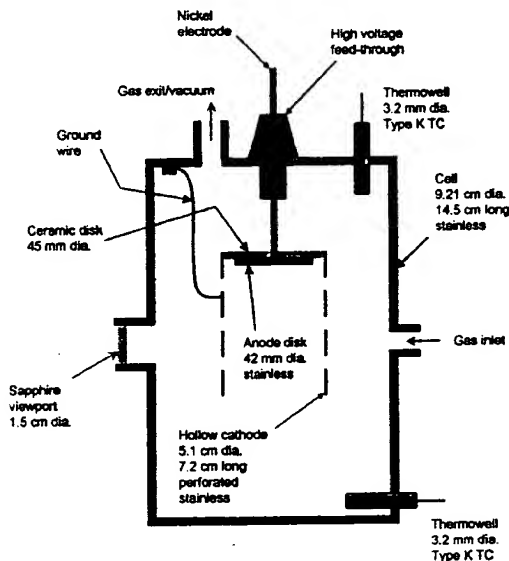 Nickel
electrode
High voltage
feed-through
Gas exit/vacuum
Thermowell
3.2 mm dia.
Type K TC
Ground
wire
Cell
9.21 cm dia.
14.5 cm long
stainless
Ceramic disk
45 mm dia.
Anode disk
42 mm dia.
stainless
Gas inlet
Sapphire
viewport
1.5 cm dia.
Hollow cathode
5.1 cm dia.
7.2 cm long
perforated
stainless
Thermowell
3.2 mm dia.
Type K TC